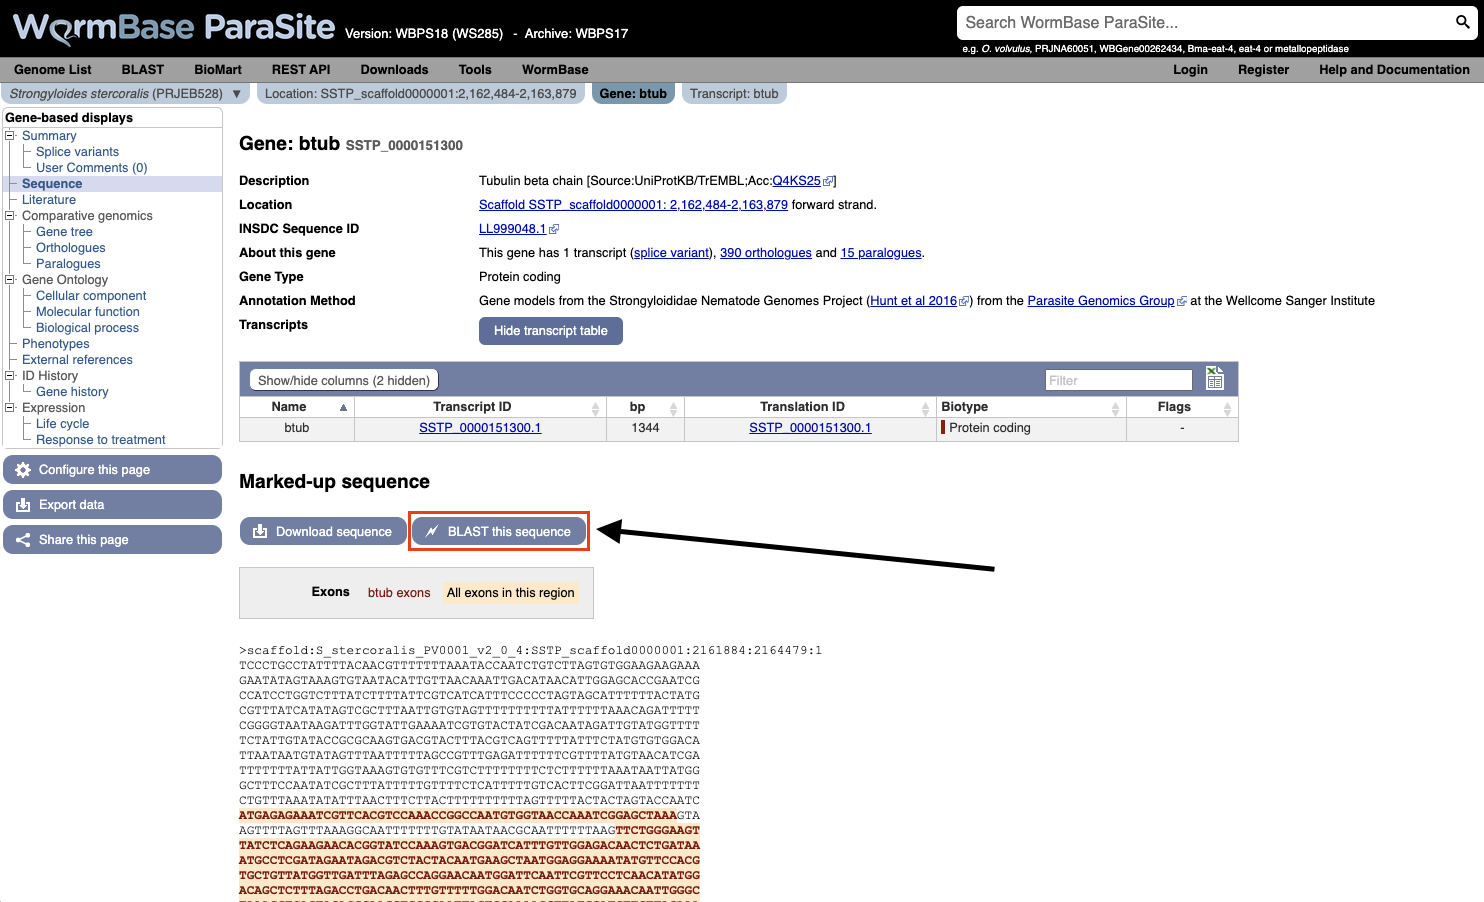 WormBase ParaSite Version: WBPS18 (WS285) - Archive: WBPS17
Search WormBase ParaSite...
e.g. O. volvulus, PRJNA60051, WBGene00262434, Bma-eat-4, eat-4 or metallopeptidase
Genome List BLAST BioMart REST API Downloads Tools WormBase Login Register Help and Documentation
Strongyloides stercoralis (PRJEB528) ▼ Location: SSTP_scaffold0000001:2,162,484-2,163,879 Gene: btub Transcript: btub
Gene-based displays
Summary
Splice variants
User Comments (0)
Sequence
Literature
Comparative genomics
Gene tree
Orthologues
Paralogues
Gene Ontology
Cellular component
Molecular function
Biological process
Phenotypes
External references
ID History
Gene history
Expression
Life cycle
Response to treatment
Configure this page
Export data
Share this page
Gene: btub SSTP_0000151300
Description Tubulin beta chain [Source:UniProtKB/TrEMBL;Acc:Q4KS25]
Location Scaffold SSTP_scaffold0000001: 2,162,484-2,163,879 forward strand.
INSDC Sequence ID LL999048.1
About this gene This gene has 1 transcript (splice variant), 390 orthologues and 15 paralogues.
Gene Type Protein coding
Annotation Method Gene models from the Strongyloididae Nematode Genomes Project (Hunt et al 2016) from the Parasite Genomics Group at the Wellcome Sanger Institute
Transcripts Hide transcript table
Show/hide columns (2 hidden) Filter
Name Transcript ID bp Translation ID Biotype Flags
btub SSTP_0000151300.1 1344 SSTP_0000151300.1 Protein coding -
Marked-up sequence
Download sequence BLAST this sequence
Exons btub exons All exons in this region
>scaffold:S_stercoralis_PV0001_v2_0_4:SSTP_scaffold0000001:2161884:2164479:1
TCCCTGCCTATTTTACAACGTTTTTTTAAATACCAATCTGTCTTAGTGTGGAAGAAGAAA
GAATATAGTAAAGTGTAATACATTGTTAACAAATTGACATAACATTGGAGCACCGAATCG
CCATCCTGGTCTTTATCTTTTATTCGTCATCATTTCCCCCTAGTAGCATTTTTTACTATG
CGTTTATCATATAGTCGCTTTAATTGTGTAGTTTTTTTTTTATTTTTTAAACAGATTTTT
CGGGGTAATAAGATTTGGTATTGAAAATCGTGTACTATCGACAATAGATTGTATGGTTTT
TCTATTGTATACCGCGCAAGTGACGTACTTTACGTCAGTTTTTATTTCTATGTGTGGACA
TTAATAATGTATAGTTTAATTTTTAGCCGTTTGAGATTTTTTCGTTTTATGTAACATCGA
TTTTTTTATTATTGGTAAAGTGTGTTTCGTCTTTTTTTTCTCTTTTTTAAATAATTATGG
GCTTTCCAATATCGCTTTATTTTTGTTTTCTCATTTTTGTCACTTCGGATTAATTTTTTT
CTGTTTAAATATATTTAACTTTCTTACTTTTTTTTTTAGTTTTTACTACTAGTACCAATC
ATGAGAGAAATCGTTCACGTCCAAACCGGCCAATGTGGTAACCAAATCGGAGCTAAAGTA
AGTTTTAGTTTAAAGGCAATTTTTTTGTATAATAACGCAATTTTTTAAGTTCTGGGAAGT
TATCTCAGAAGAACACGGTATCCAAAGTGACGGATCATTTGTTGGAGACAACTCTGATAA
ATGCCTCGATAGAATAGACGTCTACTACAATGAAGCTAATGGAGGAAAATATGTTCCACG
TGCTGTTATGGTTGATTTAGAGCCAGGAACAATGGATTCAATTCGTTCCTCAACATATGG
ACAGCTCTTTAGACCTGACAACTTTGTTTTTGGACAATCTGGTGCAGGAAACAATTGGGC